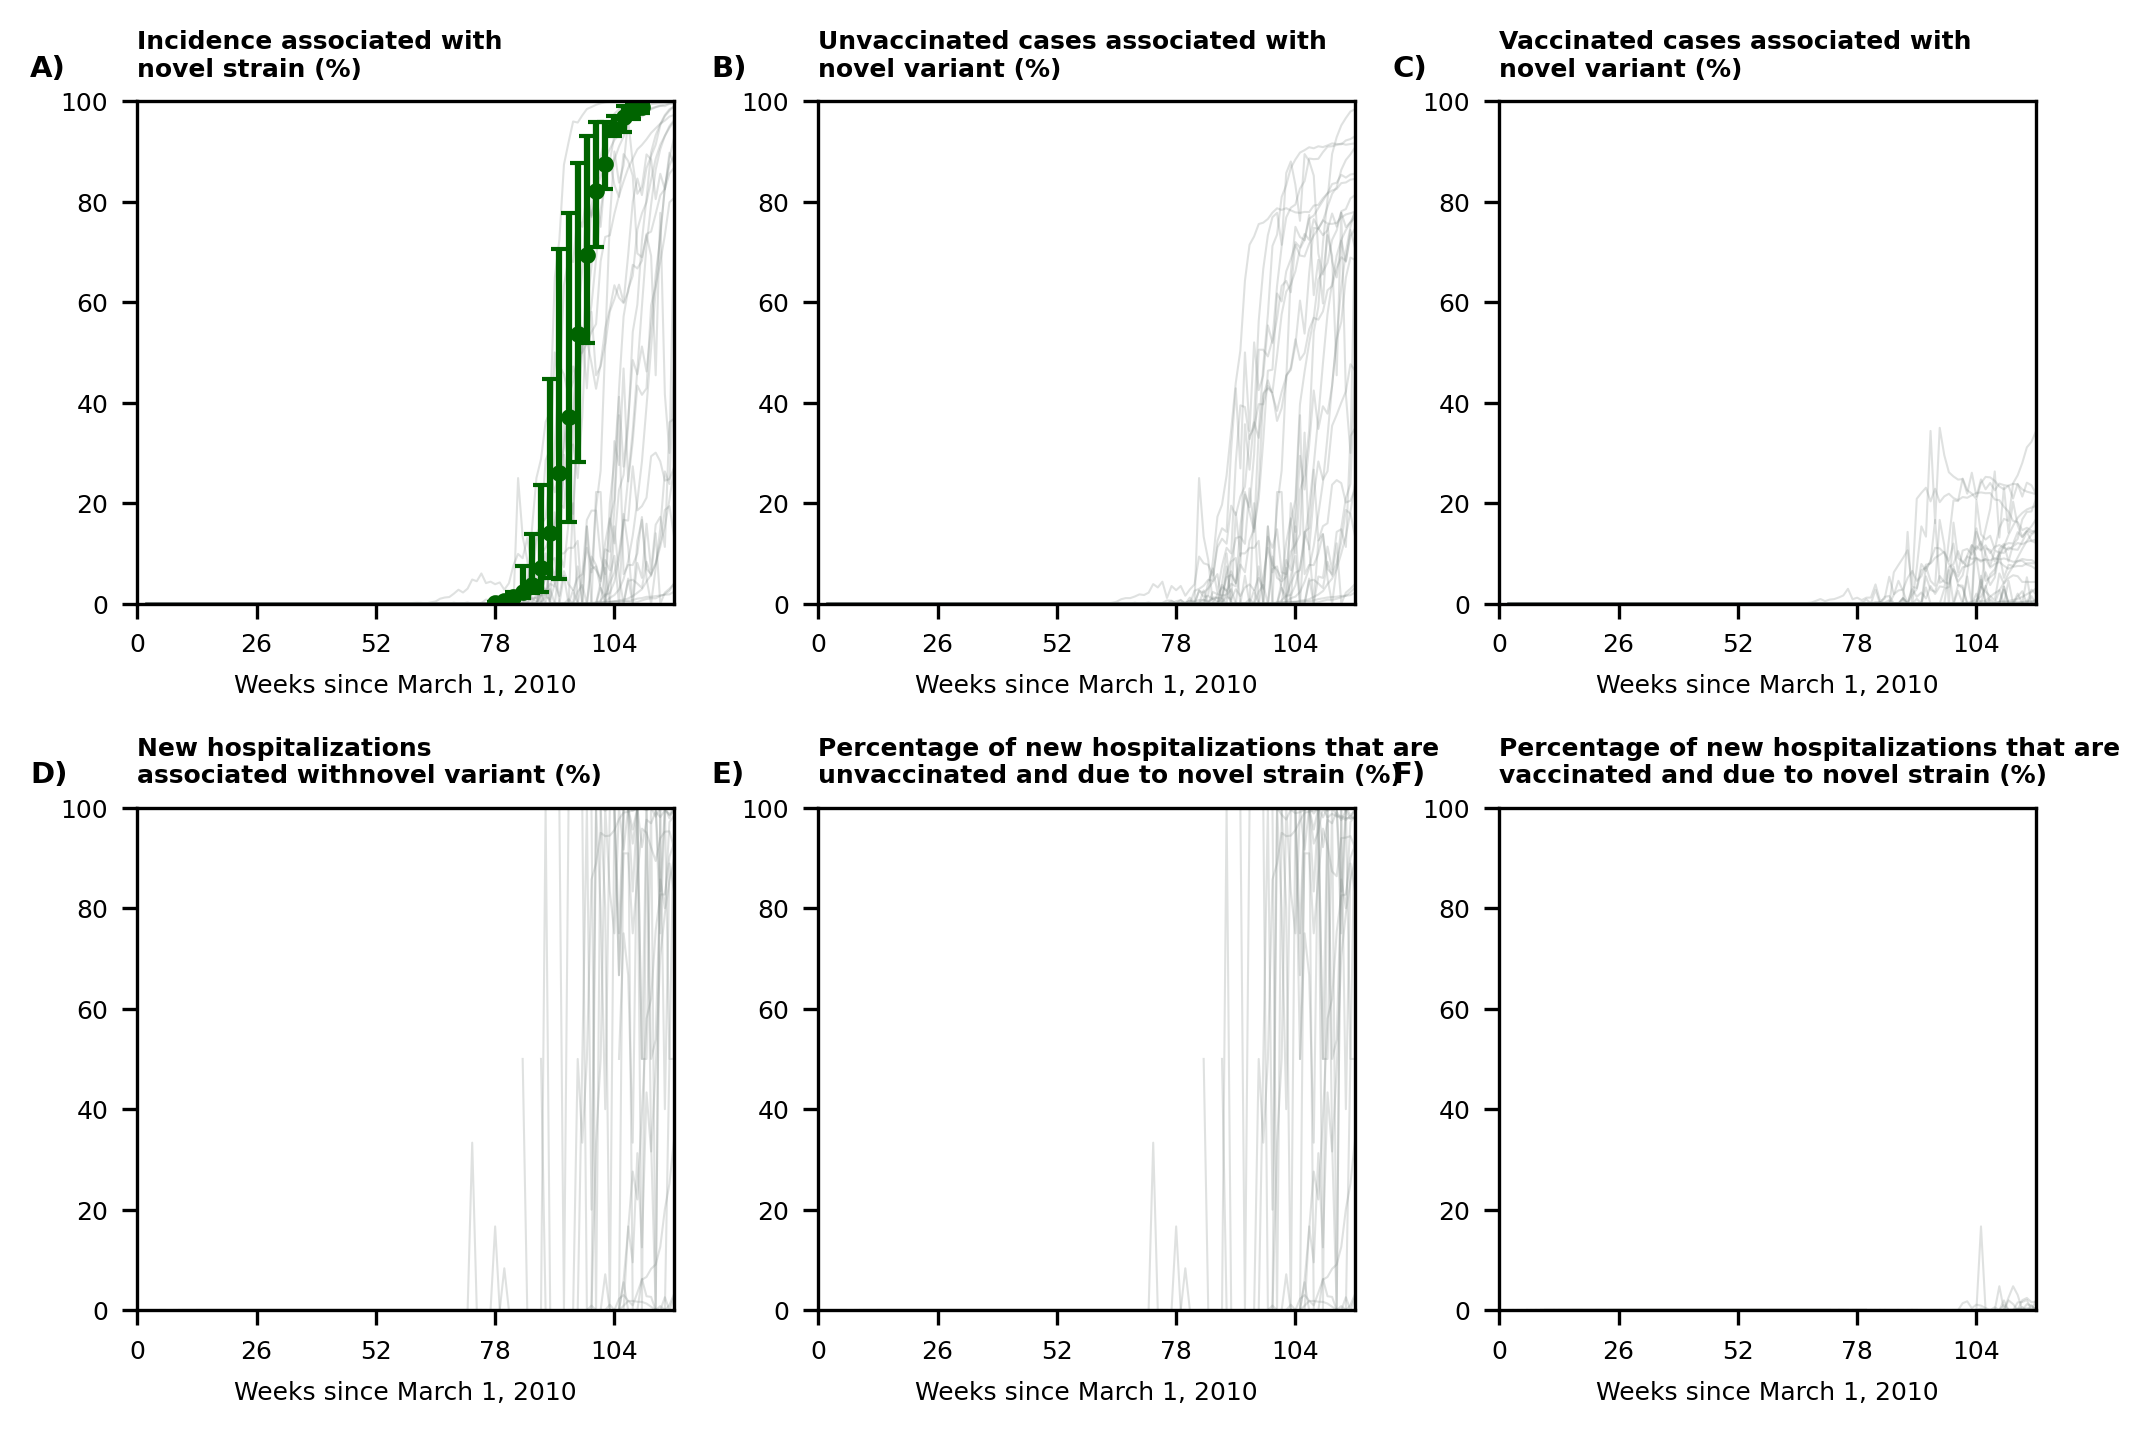 A)
Incidence associated with
novel strain (%)
100
80
60
40
20
0
0 26 52 78 104
Weeks since March 1, 2010
B)
Unvaccinated cases associated with
novel variant (%)
100
80
60
40
20
0
0 26 52 78 104
Weeks since March 1, 2010
C)
Vaccinated cases associated with
novel variant (%)
100
80
60
40
20
0
0 26 52 78 104
Weeks since March 1, 2010
D)
New hospitalizations
associated withnovel variant (%)
100
80
60
40
20
0
0 26 52 78 104
Weeks since March 1, 2010
E)
Percentage of new hospitalizations that are
unvaccinated and due to novel strain (%)
100
80
60
40
20
0
0 26 52 78 104
Weeks since March 1, 2010
F)
Percentage of new hospitalizations that are
vaccinated and due to novel strain (%)
100
80
60
40
20
0
0 26 52 78 104
Weeks since March 1, 2010